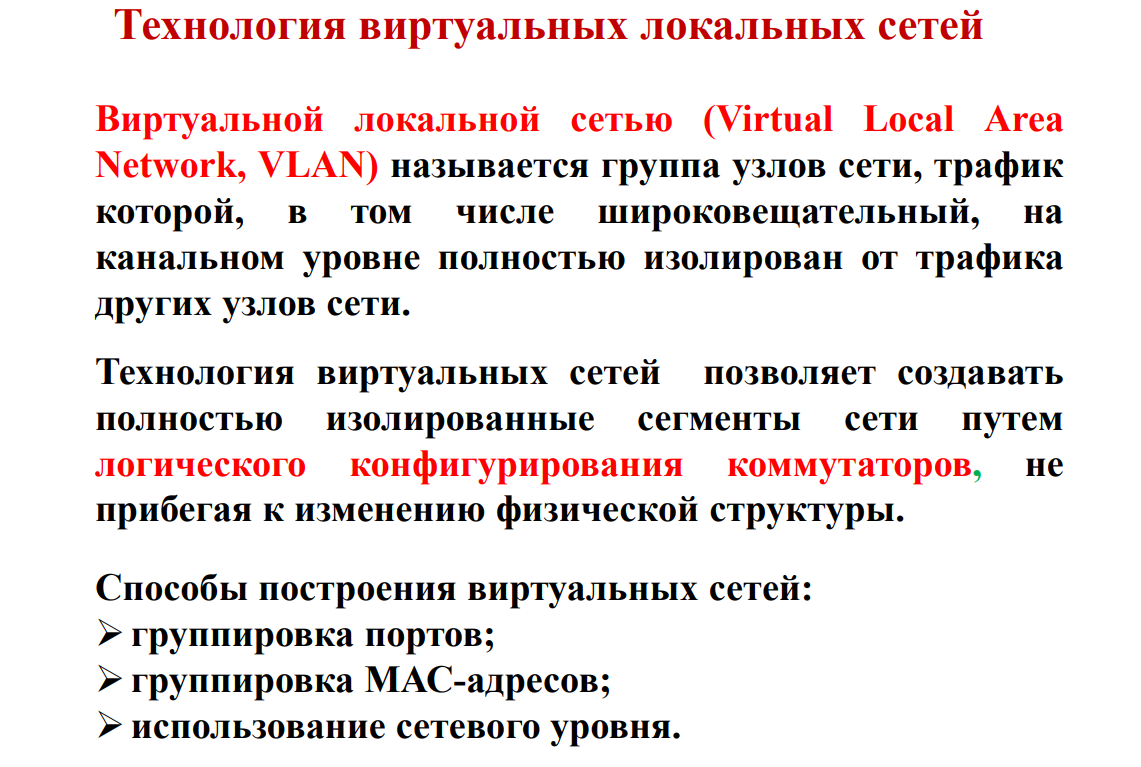 Технология виртуальных локальных сетей
Виртуальной локальной сетью (Virtual Local Area
Network, VLAN) называется группа узлов сети, трафик
которой, в том числе широковещательный, на
канальном уровне полностью изолирован от трафика
других узлов сети.
Технология виртуальных сетей позволяет создавать
полностью изолированные сегменты сети путем
логического конфигурирования коммутаторов, не
прибегая к изменению физической структуры.
Способы построения виртуальных сетей:
➢ группировка портов;
➢ группировка МАС-адресов;
➢ использование сетевого уровня.